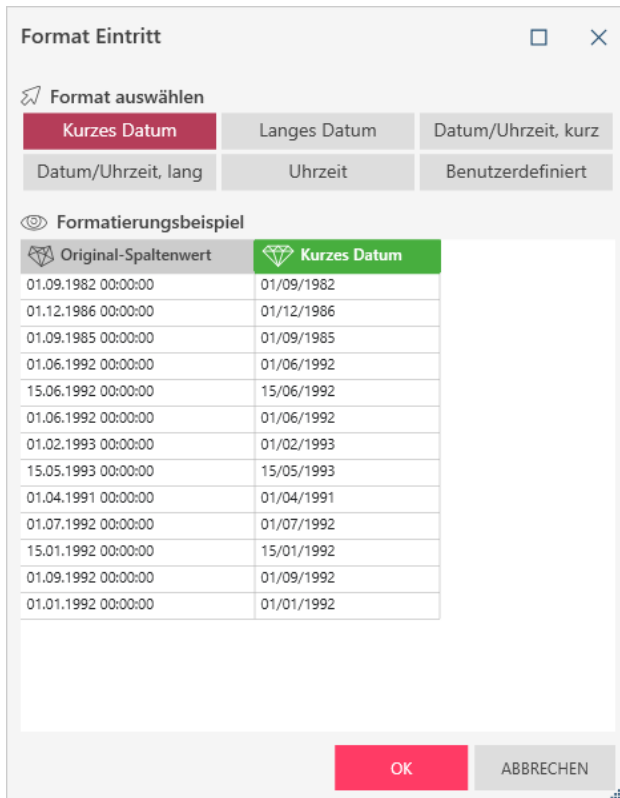 Format Eintritt
Format auswählen
Kurzes Datum Langes Datum Datum/Uhrzeit, kurz
Datum/Uhrzeit, lang Uhrzeit Benutzerdefiniert
Formatierungsbeispiel
Original-Spaltenwert Kurzes Datum
01.09.1982 00:00:00 01/09/1982
01.12.1986 00:00:00 01/12/1986
01.09.1985 00:00:00 01/09/1985
01.06.1992 00:00:00 01/06/1992
15.06.1992 00:00:00 15/06/1992
01.06.1992 00:00:00 01/06/1992
01.02.1993 00:00:00 01/02/1993
15.05.1993 00:00:00 15/05/1993
01.04.1991 00:00:00 01/04/1991
01.07.1992 00:00:00 01/07/1992
15.01.1992 00:00:00 15/01/1992
01.09.1992 00:00:00 01/09/1992
01.01.1992 00:00:00 01/01/1992
OK ABBRECHEN